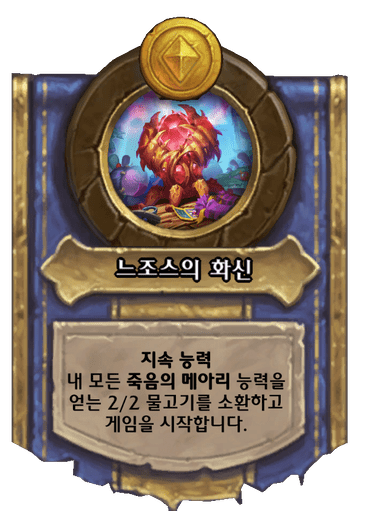 느조스의 화신
지속 능력
내 모든 죽음의 메아리 능력을
얻는 2/2 물고기를 소환하고
게임을 시작합니다.